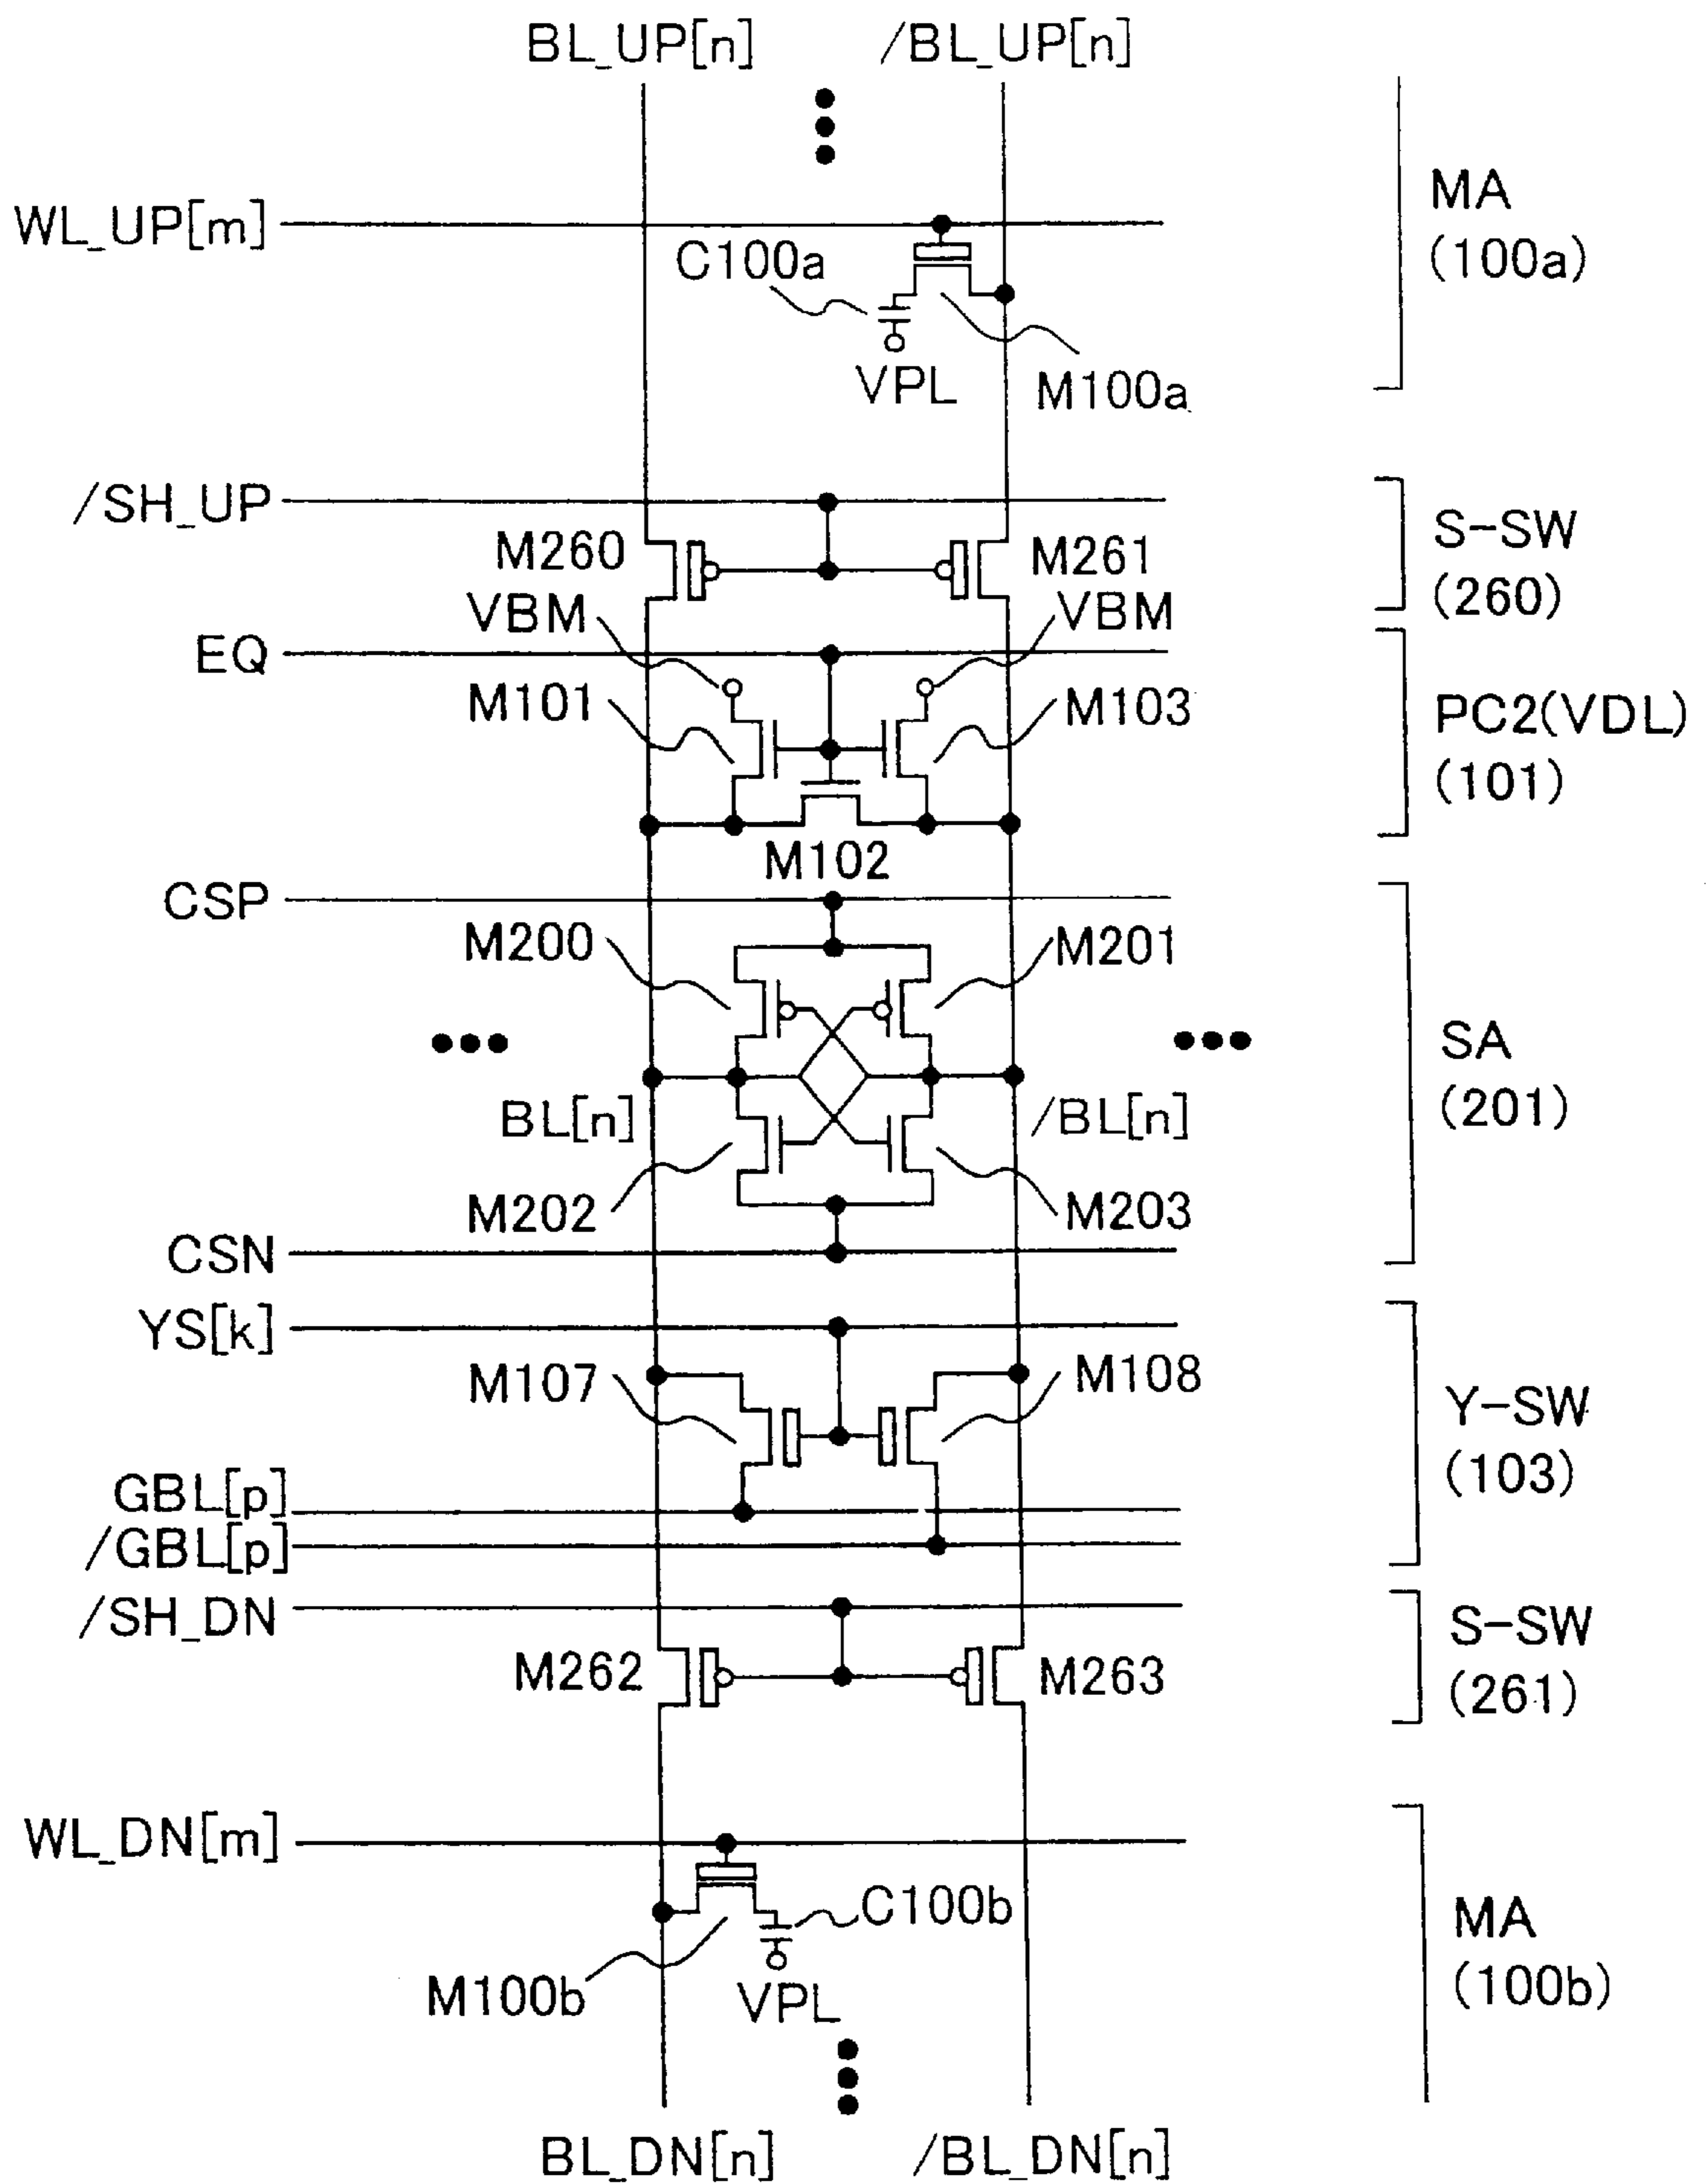 BL_UP[n]
/BL_UP[n]
WL_UP[m]
C100a
VPL
M100a
MA
(100a)
/SH_UP
M260
M261
S-SW
(260)
VBM
VBM
EQ
M101
M103
M102
PC2(VDL)
(101)
CSP
M200
M201
BL[n]
/BL[n]
M202
M203
SA
(201)
CSN
YS[k]
M107
M108
Y-SW
(103)
GBL[p]
/GBL[p]
/SH_DN
M262
M263
S-SW
(261)
WL_DN[m]
C100b
M100b
VPL
MA
(100b)
BL_DN[n]
/BL_DN[n]